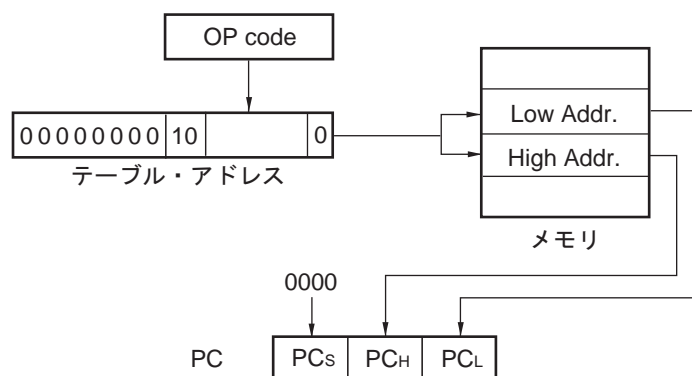 OP code
00000000 10 0
テーブル・アドレス
Low Addr.
High Addr.
メモリ
0000
PC PCS PCH PCL